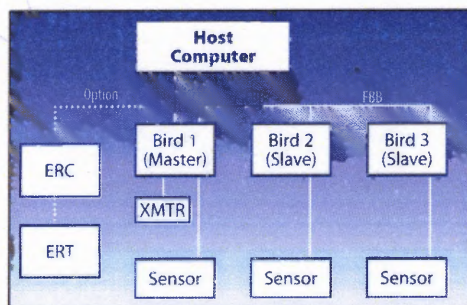 Host
Computer
Option
FBB
Bird 1
(Master)
Bird 2
(Slave)
Bird 3
(Slave)
ERC
XMTR
ERT
Sensor
Sensor
Sensor